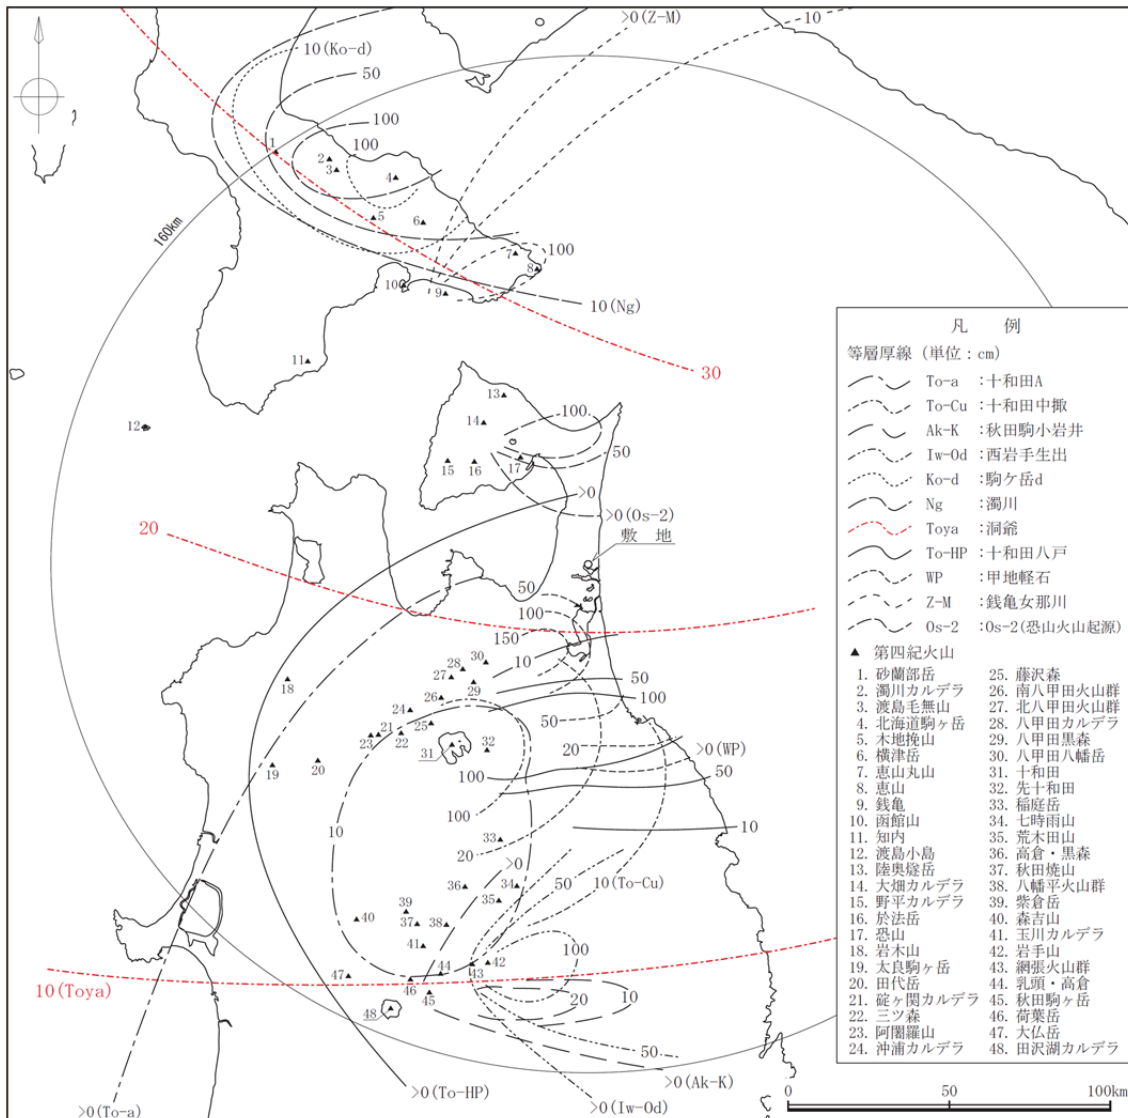 >0(Z-M)
10
10(Ko-d)
50
100
100
1
2
3
4
5
6
7
100
8
160km
100
9
10(Ng)
11
30
12
13
14
100
15
16
17
50
>0
>0(Os-2)
敷 地
20
50
100
150
10
30
28
27
29
50
18
26
100
24
25
50
21
23
22
20
>0(WP)
31
32
19
20
100
50
100
10
10
33
20
>0
36
34
50
10(To-Cu)
35
39
40
37
38
41
100
42
44
43
47
46
10
20
45
10(Toya)
48
50
>0(Ak-K)
>0(To-HP)
>0(To-a)
>0(Iw-Od)
凡 例
等層厚線 (単位:cm)
To-a :十和田A
To-Cu :十和田中掫
Ak-K :秋田駒小岩井
Iw-Od :西岩手生出
Ko-d :駒ケ岳d
Ng :濁川
Toya :洞爺
To-HP :十和田八戸
WP :甲地軽石
Z-M :銭亀女那川
Os-2 :Os-2(恐山火山起源)
▲ 第四紀火山
1. 砂蘭部岳
2. 濁川カルデラ
3. 渡島毛無山
4. 北海道駒ヶ岳
5. 木地挽山
6. 横津岳
7. 恵山丸山
8. 恵山
9. 銭亀
10. 函館山
11. 知内
12. 渡島小島
13. 陸奥燧岳
14. 大畑カルデラ
15. 野平カルデラ
16. 於法岳
17. 恐山
18. 岩木山
19. 太良駒ヶ岳
20. 田代岳
21. 碇ヶ関カルデラ
22. 三ツ森
23. 阿闍羅山
24. 沖浦カルデラ
25. 藤沢森
26. 南八甲田火山群
27. 北八甲田火山群
28. 八甲田カルデラ
29. 八甲田黒森
30. 八甲田八幡岳
31. 十和田
32. 先十和田
33. 稲庭岳
34. 七時雨山
35. 荒木田山
36. 高倉・黒森
37. 秋田焼山
38. 八幡平火山群
39. 柴倉岳
40. 森吉山
41. 玉川カルデラ
42. 岩手山
43. 網張火山群
44. 乳頭・高倉
45. 秋田駒ヶ岳
46. 荷葉岳
47. 大仏岳
48. 田沢湖カルデラ
0
50
100km